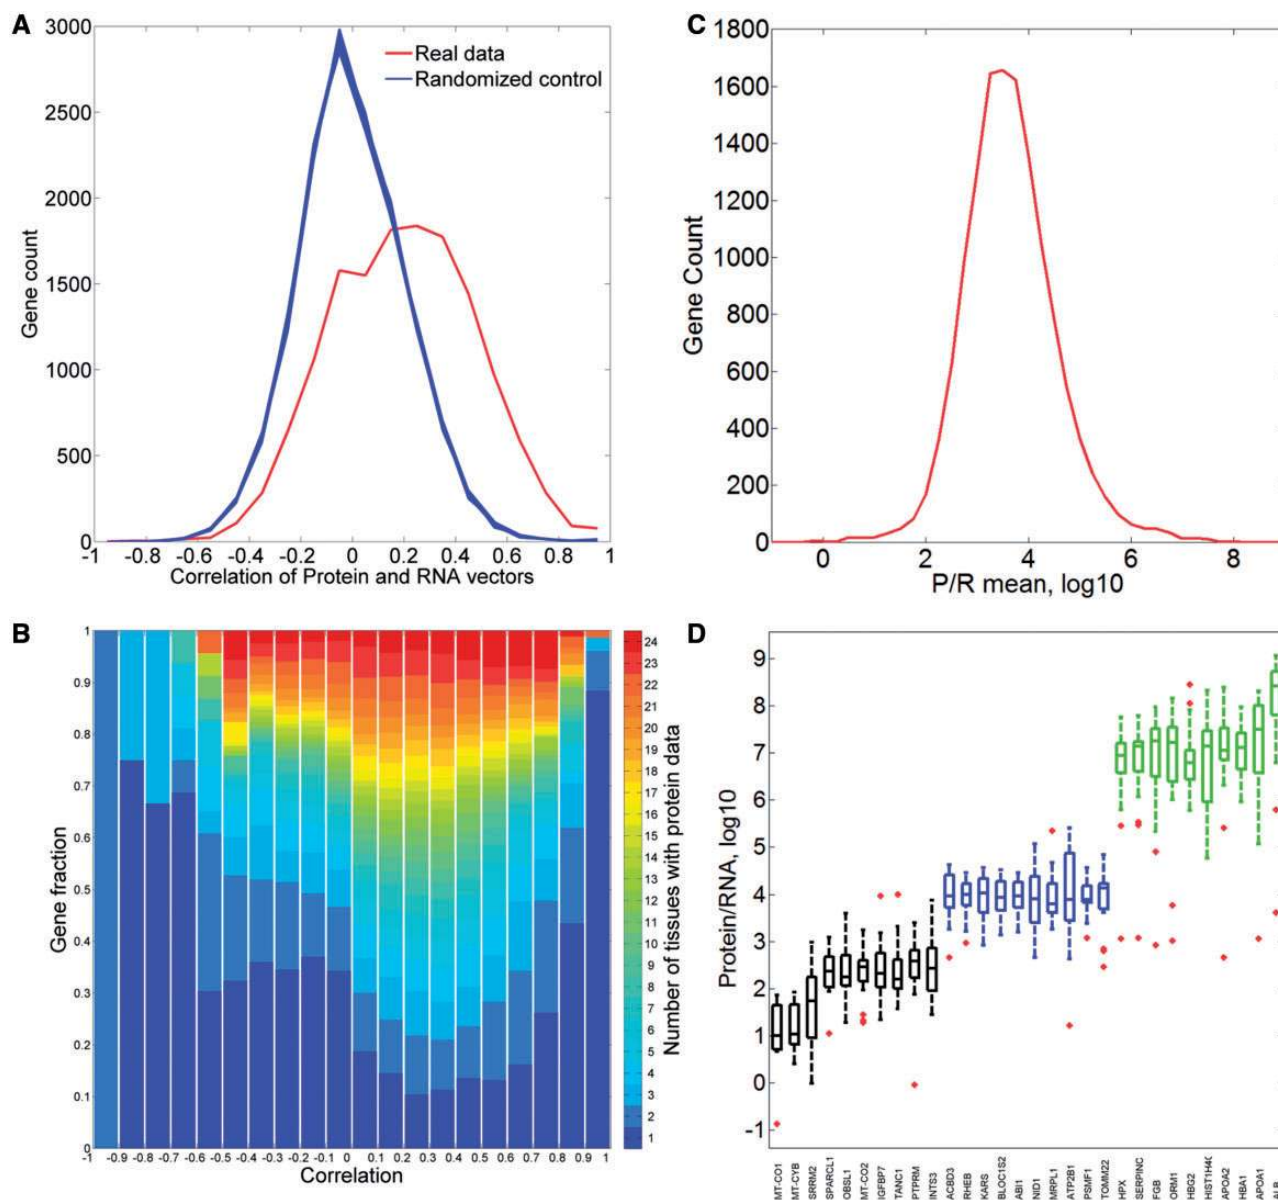 A
3000
2500
2000
1500
1000
500
0
Gene count
Real data
Randomized control
-1 -0.8 -0.6 -0.4 -0.2 0 0.2 0.4 0.6 0.8 1
Correlation of Protein and RNA vectors
C
1800
1600
1400
1200
1000
800
600
400
200
0
Gene Count
0 2 4 6 8
P/R mean, log10
B
1
0.9
0.8
0.7
0.6
0.5
0.4
0.3
0.2
0.1
0
Gene fraction
-1 -0.9 -0.8 -0.7 -0.6 -0.5 -0.4 -0.3 -0.2 -0.1 0 0.1 0.2 0.3 0.4 0.5 0.6 0.7 0.8 0.9 1
Correlation
24
23
22
21
20
19
18
17
16
15
14
13
12
11
10
9
8
7
6
5
4
3
2
1
Number of tissues with protein data
D
9
8
7
6
5
4
3
2
1
0
-1
Protein/RNA, log10
MT-CO1
MT-CYB
SRRM2
SPARCL1
OBSL1
MT-CO2
IGFBP7
TANC1
PTPRM
INTS3
ACBD3
RHEB
KARS
BLOC1S2
ABI1
NID1
MRPL1
ATP2B1
PSMF1
TOMM22
HPX
SERPINC
FGB
ORM1
HBG2
HIST1H4
APOA2
HBA1
APOA1